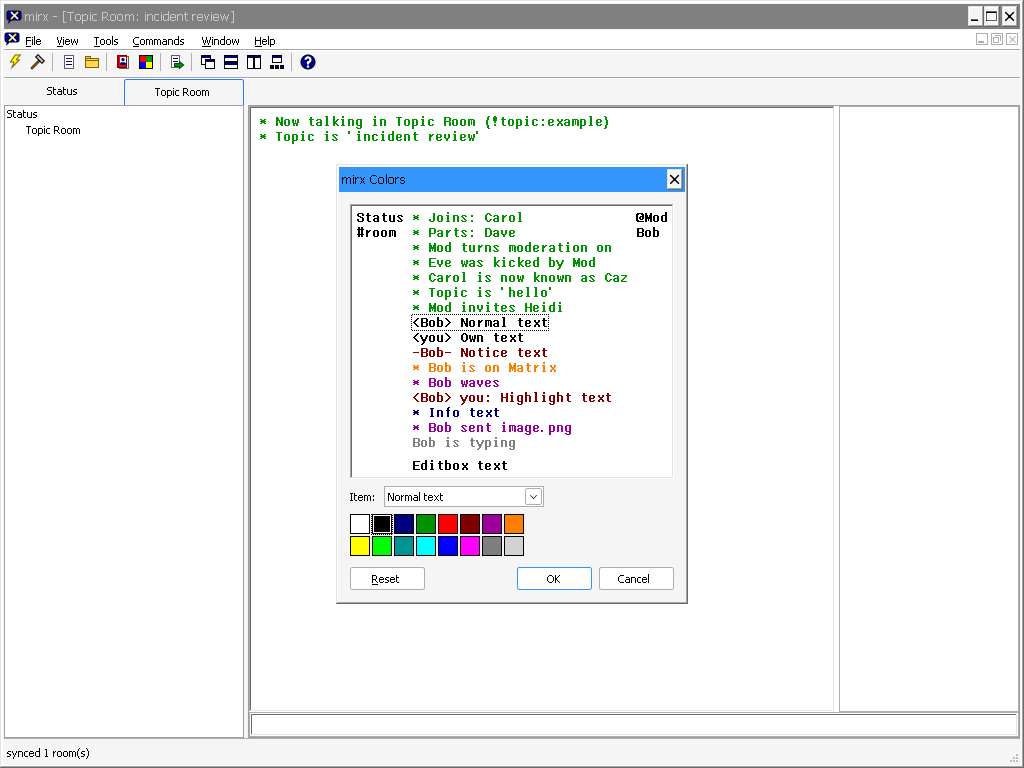 mirx - [Topic Room: incident review]
File View Tools Commands Window Help
Status Topic Room
Status
Topic Room
* Now talking in Topic Room (!topic:example)
* Topic is 'incident review'
mirx Colors
Status * Joins: Carol @Mod
#room * Parts: Dave Bob
* Mod turns moderation on
* Eve was kicked by Mod
* Carol is now known as Caz
* Topic is 'hello'
* Mod invites Heidi
<Bob> Normal text
<you> Own text
-Bob- Notice text
* Bob is on Matrix
* Bob waves
<Bob> you: Highlight text
* Info text
* Bob sent image.png
Bob is typing
Editbox text
Item: Normal text
Reset OK Cancel
synced 1 room(s)